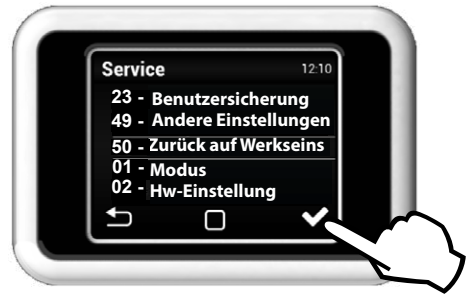 Service 12:10
23 - Benutzersicherung
49 - Andere Einstellungen
50 - Zurück auf Werkseins
01 - Modus
02 - Hw-Einstellung